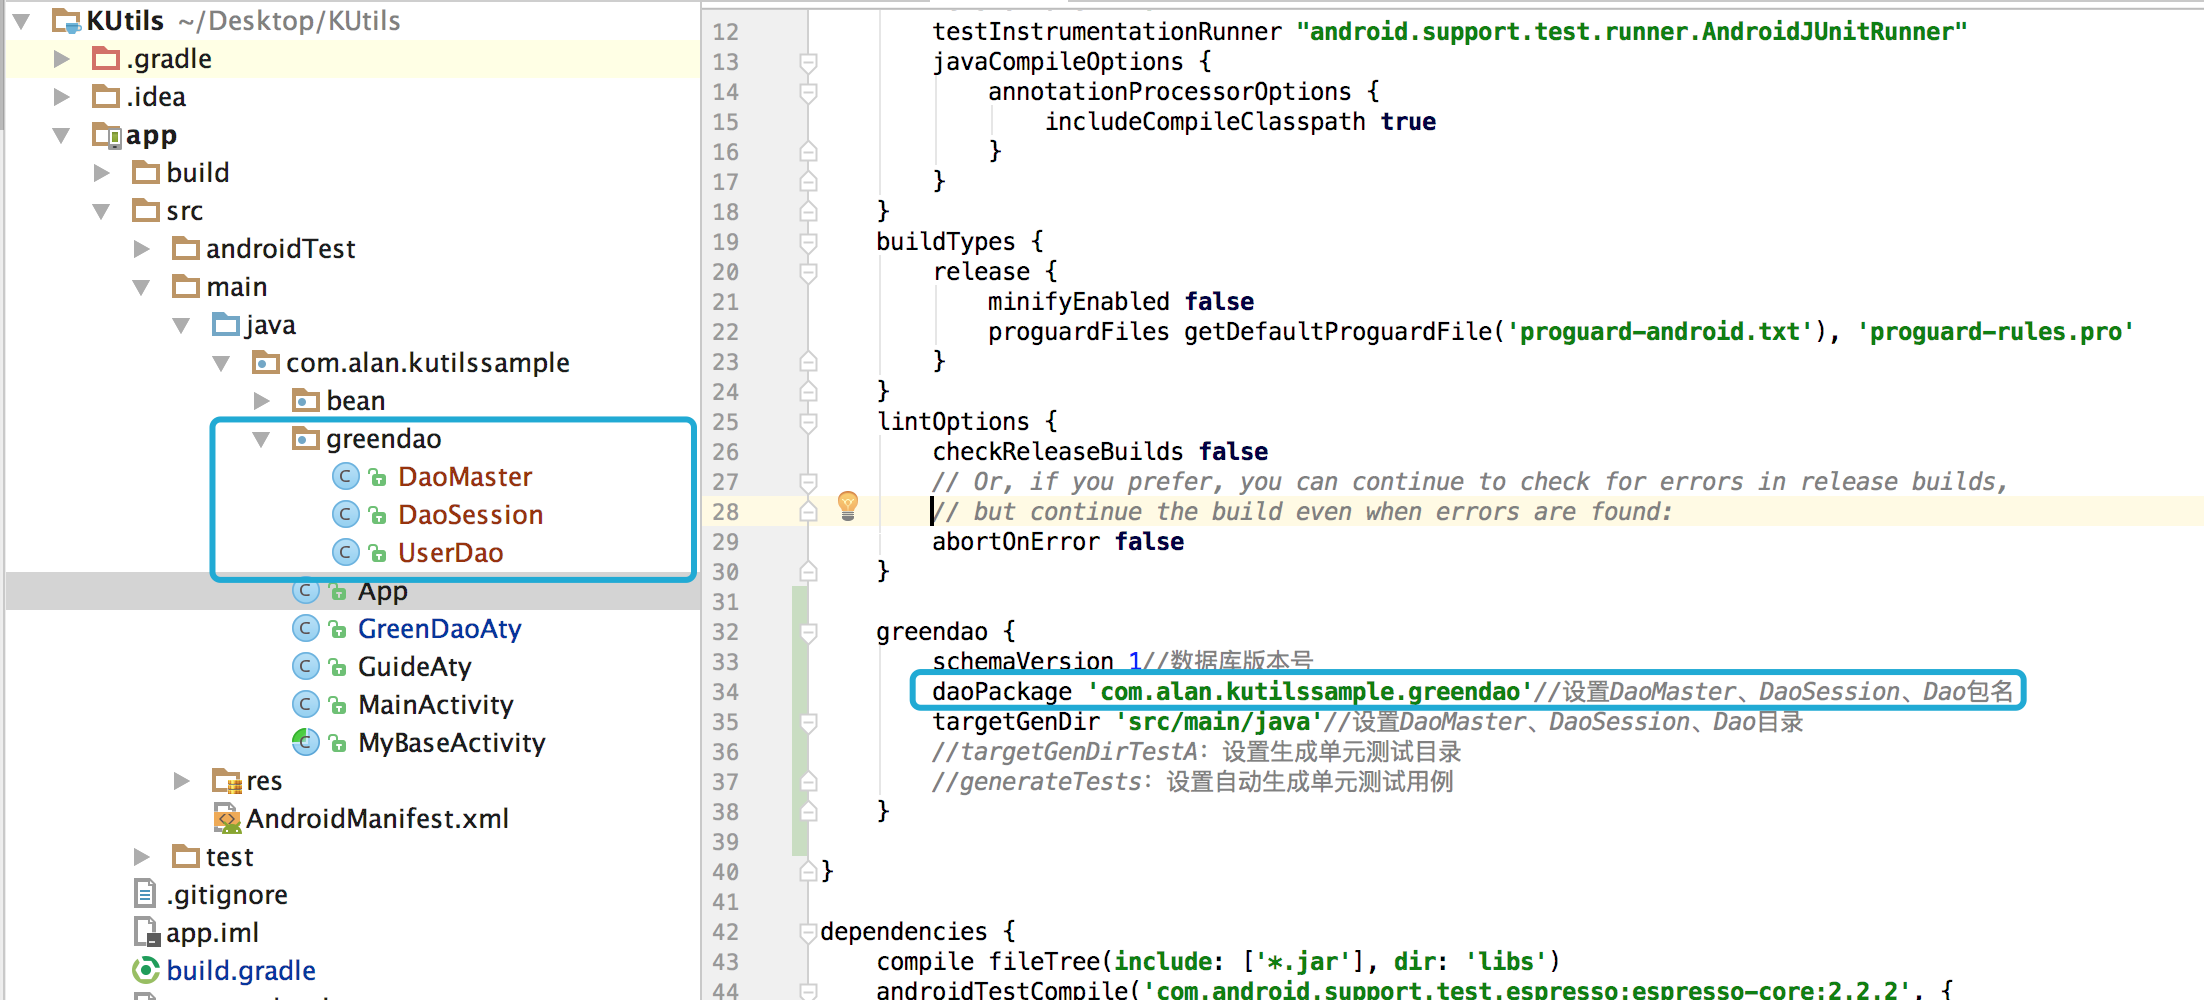 KUtils ~/Desktop/KUtils
.gradle
.idea
app
build
src
androidTest
main
java
com.alan.kutilssample
bean
greendao
DaoMaster
DaoSession
UserDao
App
GreenDaoAty
GuideAty
MainActivity
MyBaseActivity
res
AndroidManifest.xml
test
.gitignore
app.iml
build.gradle
12 testInstrumentationRunner "android.support.test.runner.AndroidJUnitRunner"
13 javaCompileOptions {
14 annotationProcessorOptions {
15 includeCompileClasspath true
16 }
17 }
18 }
19 buildTypes {
20 release {
21 minifyEnabled false
22 proguardFiles getDefaultProguardFile('proguard-android.txt'), 'proguard-rules.pro'
23 }
24 }
25 lintOptions {
26 checkReleaseBuilds false
27 // Or, if you prefer, you can continue to check for errors in release builds,
28 // but continue the build even when errors are found:
29 abortOnError false
30 }
31
32 greendao {
33 schemaVersion 1//数据库版本号
34 daoPackage 'com.alan.kutilssample.greendao'//设置DaoMaster、DaoSession、Dao包名
35 targetGenDir 'src/main/java'//设置DaoMaster、DaoSession、Dao目录
36 //targetGenDirTestA：设置生成单元测试目录
37 //generateTests：设置自动生成单元测试用例
38 }
39
40 }
41
42 dependencies {
43 compile fileTree(include: ['*.jar'], dir: 'libs')
44 androidTestCompile('com.android.support.test.espresso:espresso-core:2.2.2', {